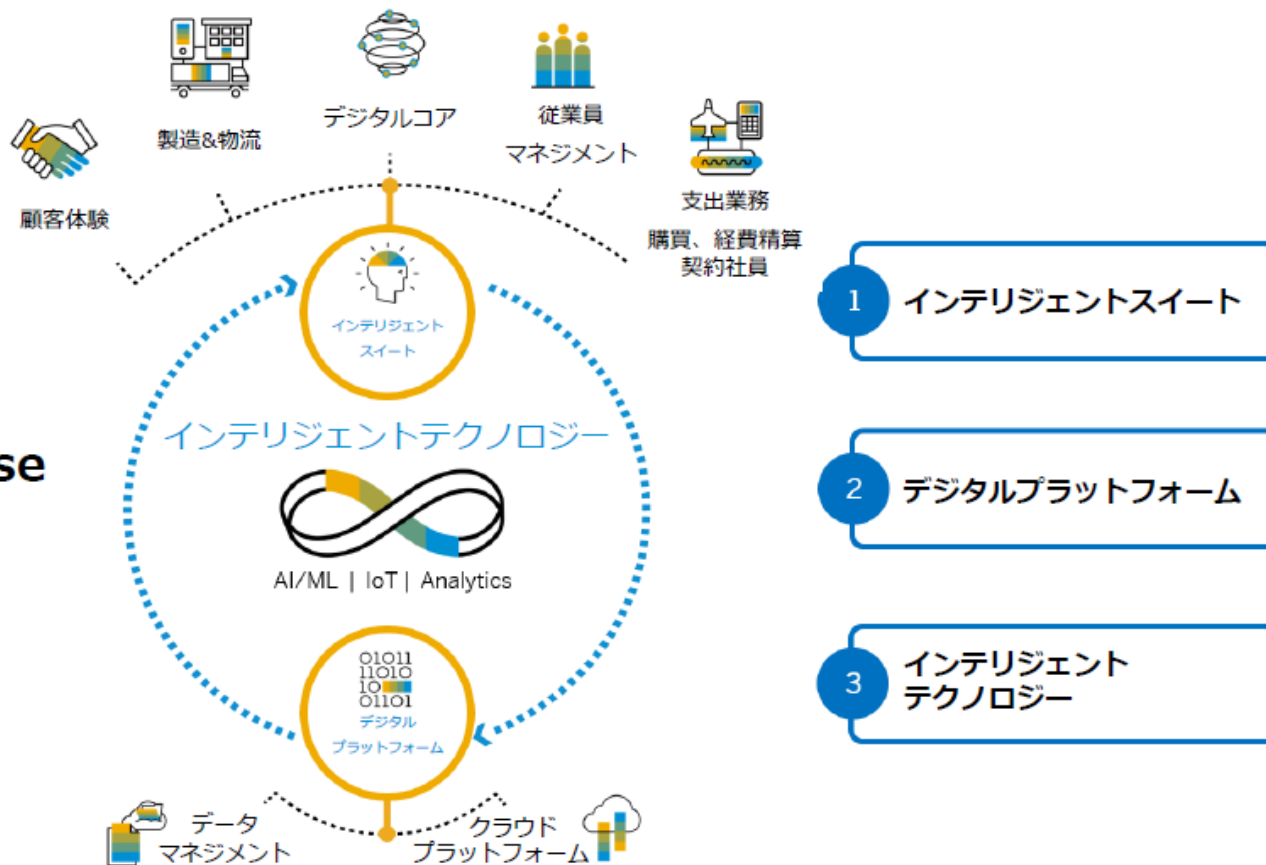 製造&物流
デジタルコア
従業員
マネジメント
顧客体験
支出業務
購買、経費精算
契約社員
インテリジェント
スイート
インテリジェントテクノロジー
se
AI/ML | IoT | Analytics
01011
11010
10
01101
デジタル
プラットフォーム
データ
マネジメント
クラウド
プラットフォーム
1 インテリジェントスイート
2 デジタルプラットフォーム
3 インテリジェント
テクノロジー